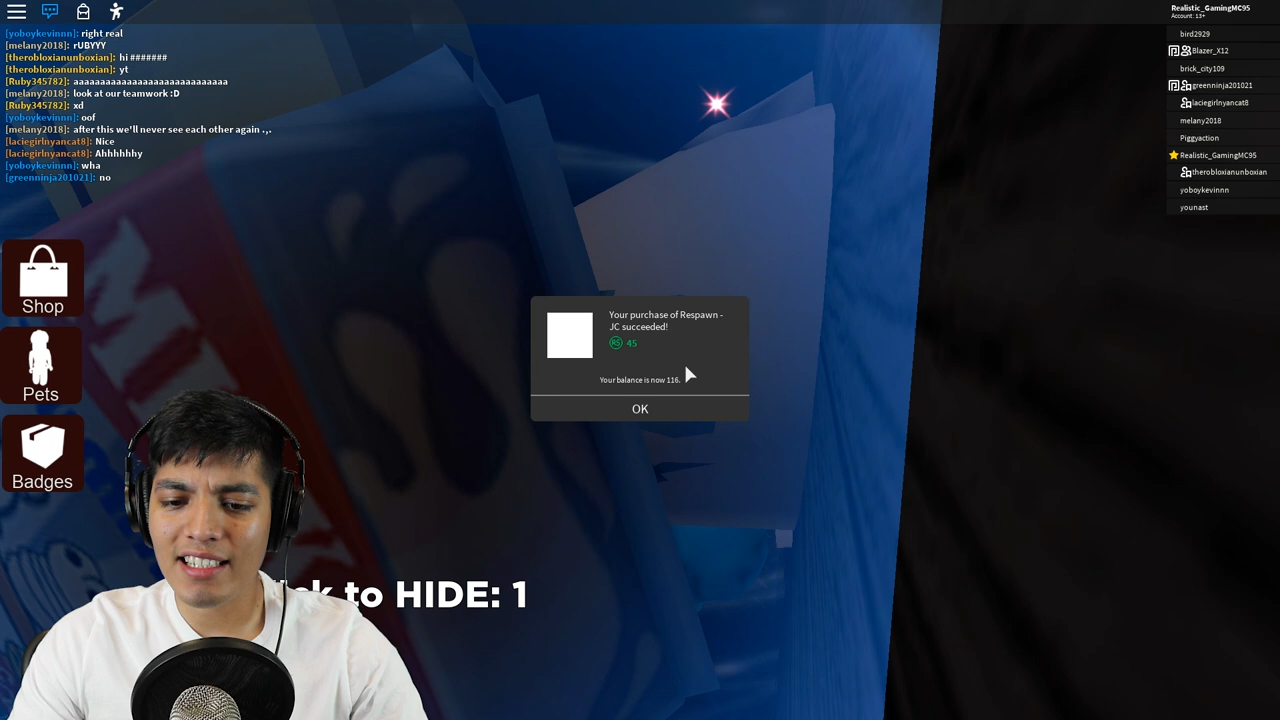 [yoboykevinnn]: right real
[melany2018]: rUBYYY
[therobloxianunboxian]: hi #######
[therobloxianunboxian]: yt
[Ruby345782]: aaaaaaaaaaaaaaaaaaaaaaaaaaaaa
[melany2018]: look at our teamwork :D
[Ruby345782]: xd
[yoboykevinnn]: oof
[melany2018]: after this we'll never see each other again .,.
[laciegirlnyancat8]: Nice
[laciegirlnyancat8]: Ahhhhhhy
[yoboykevinnn]: wha
[greenninja201021]: no
Realistic_GamingMC95
Account: 13+
bird2929
Blazer_X12
brick_city109
greenninja201021
laciegirlnyancat8
melany2018
Piggyaction
Realistic_GamingMC95
therobloxianunboxian
yoboykevinnn
younast
Shop
Pets
Badges
Your purchase of Respawn -
JC succeeded!
R$ 45
Your balance is now 116.
OK
to HIDE: 1